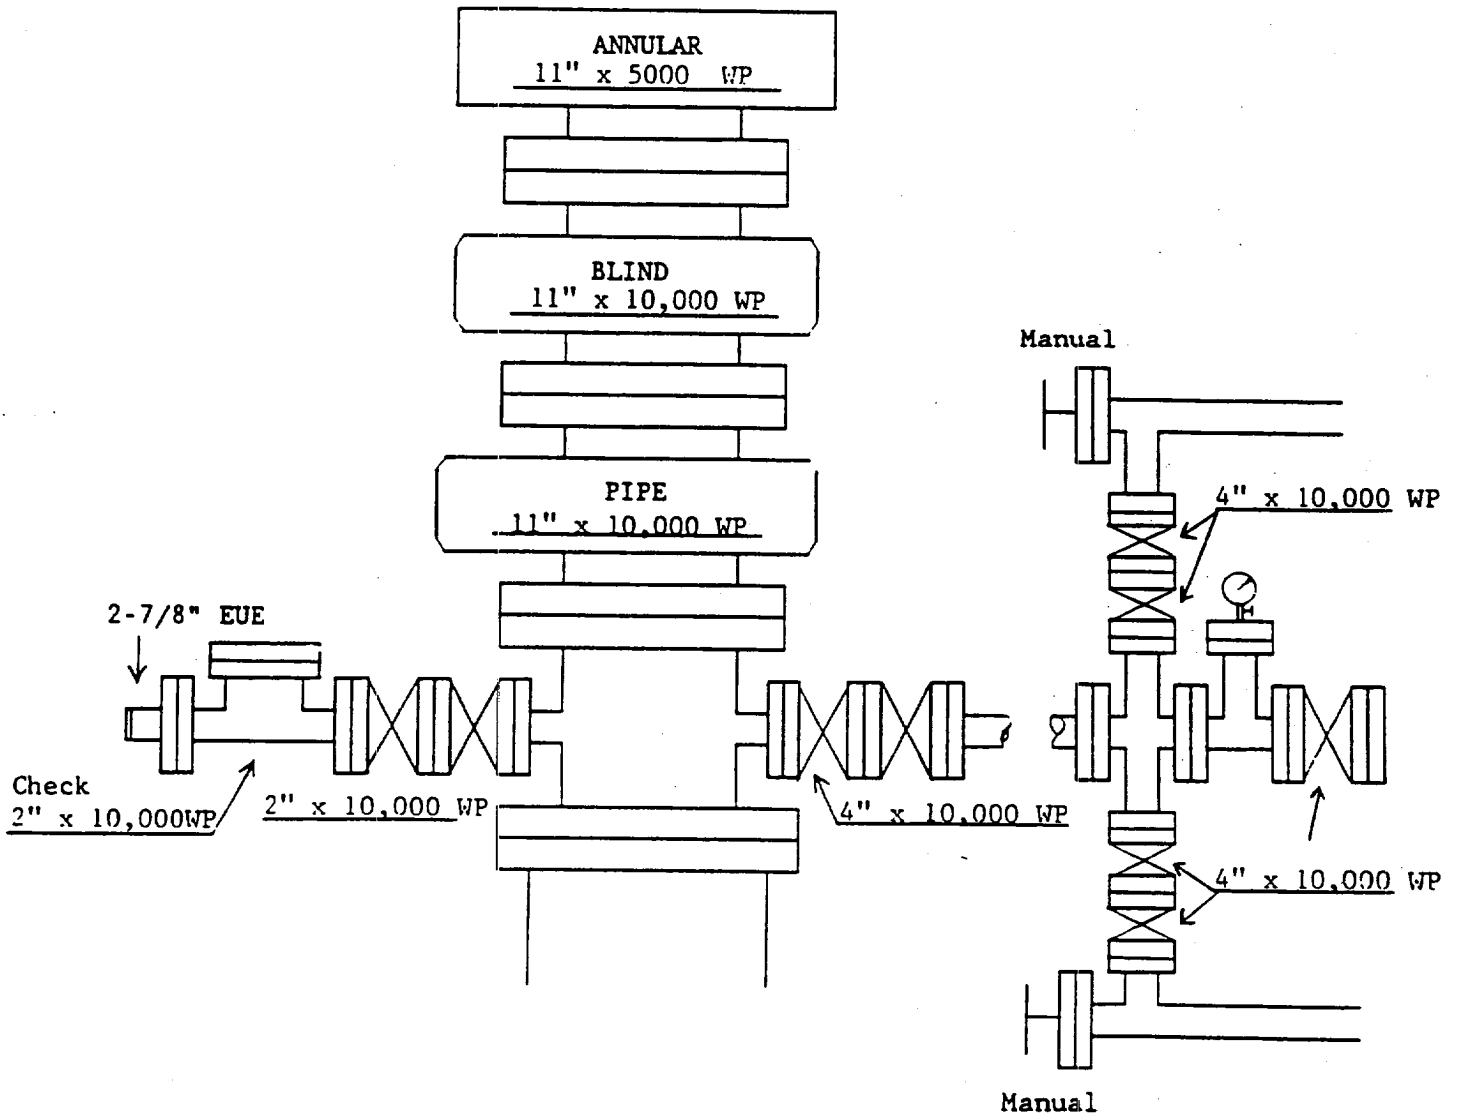 ANNULAR
11" x 5000 WP
BLIND
11" x 10,000 WP
Manual
PIPE
11" x 10,000 WP
4" x 10,000 WP
2-7/8" EUE
Check
2" x 10,000WP
2" x 10,000 WP
4" x 10,000 WP
4" x 10,000 WP
Manual